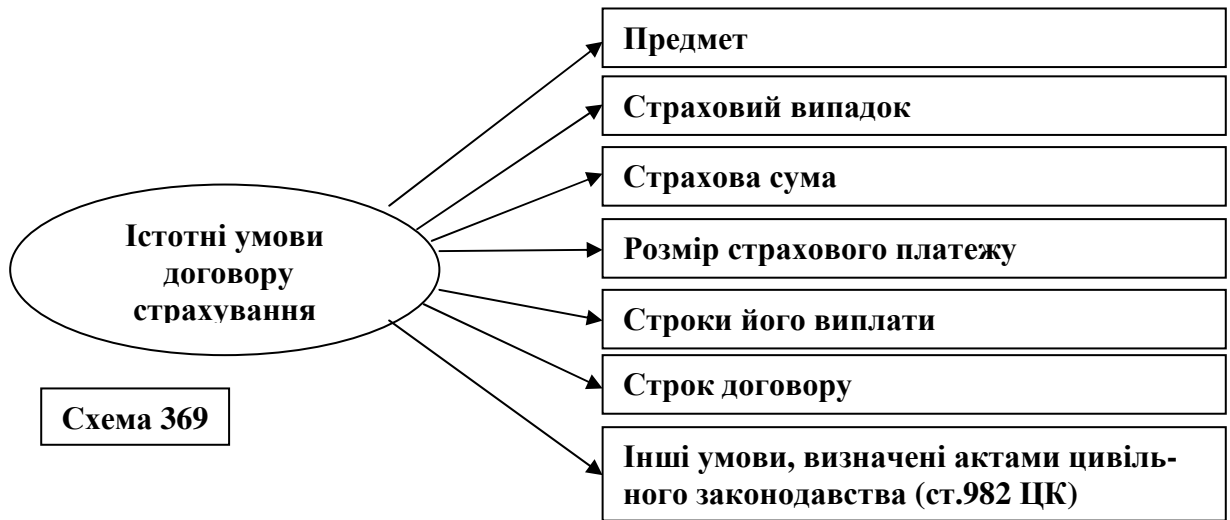 Предмет
Страховий випадок
Страхова сума
Істотні умови
договору
страхування
Розмір страхового платежу
Строки його виплати
Строк договору
Схема 369
Інші умови, визначені актами цивіль-
ного законодавства (ст.982 ЦК)